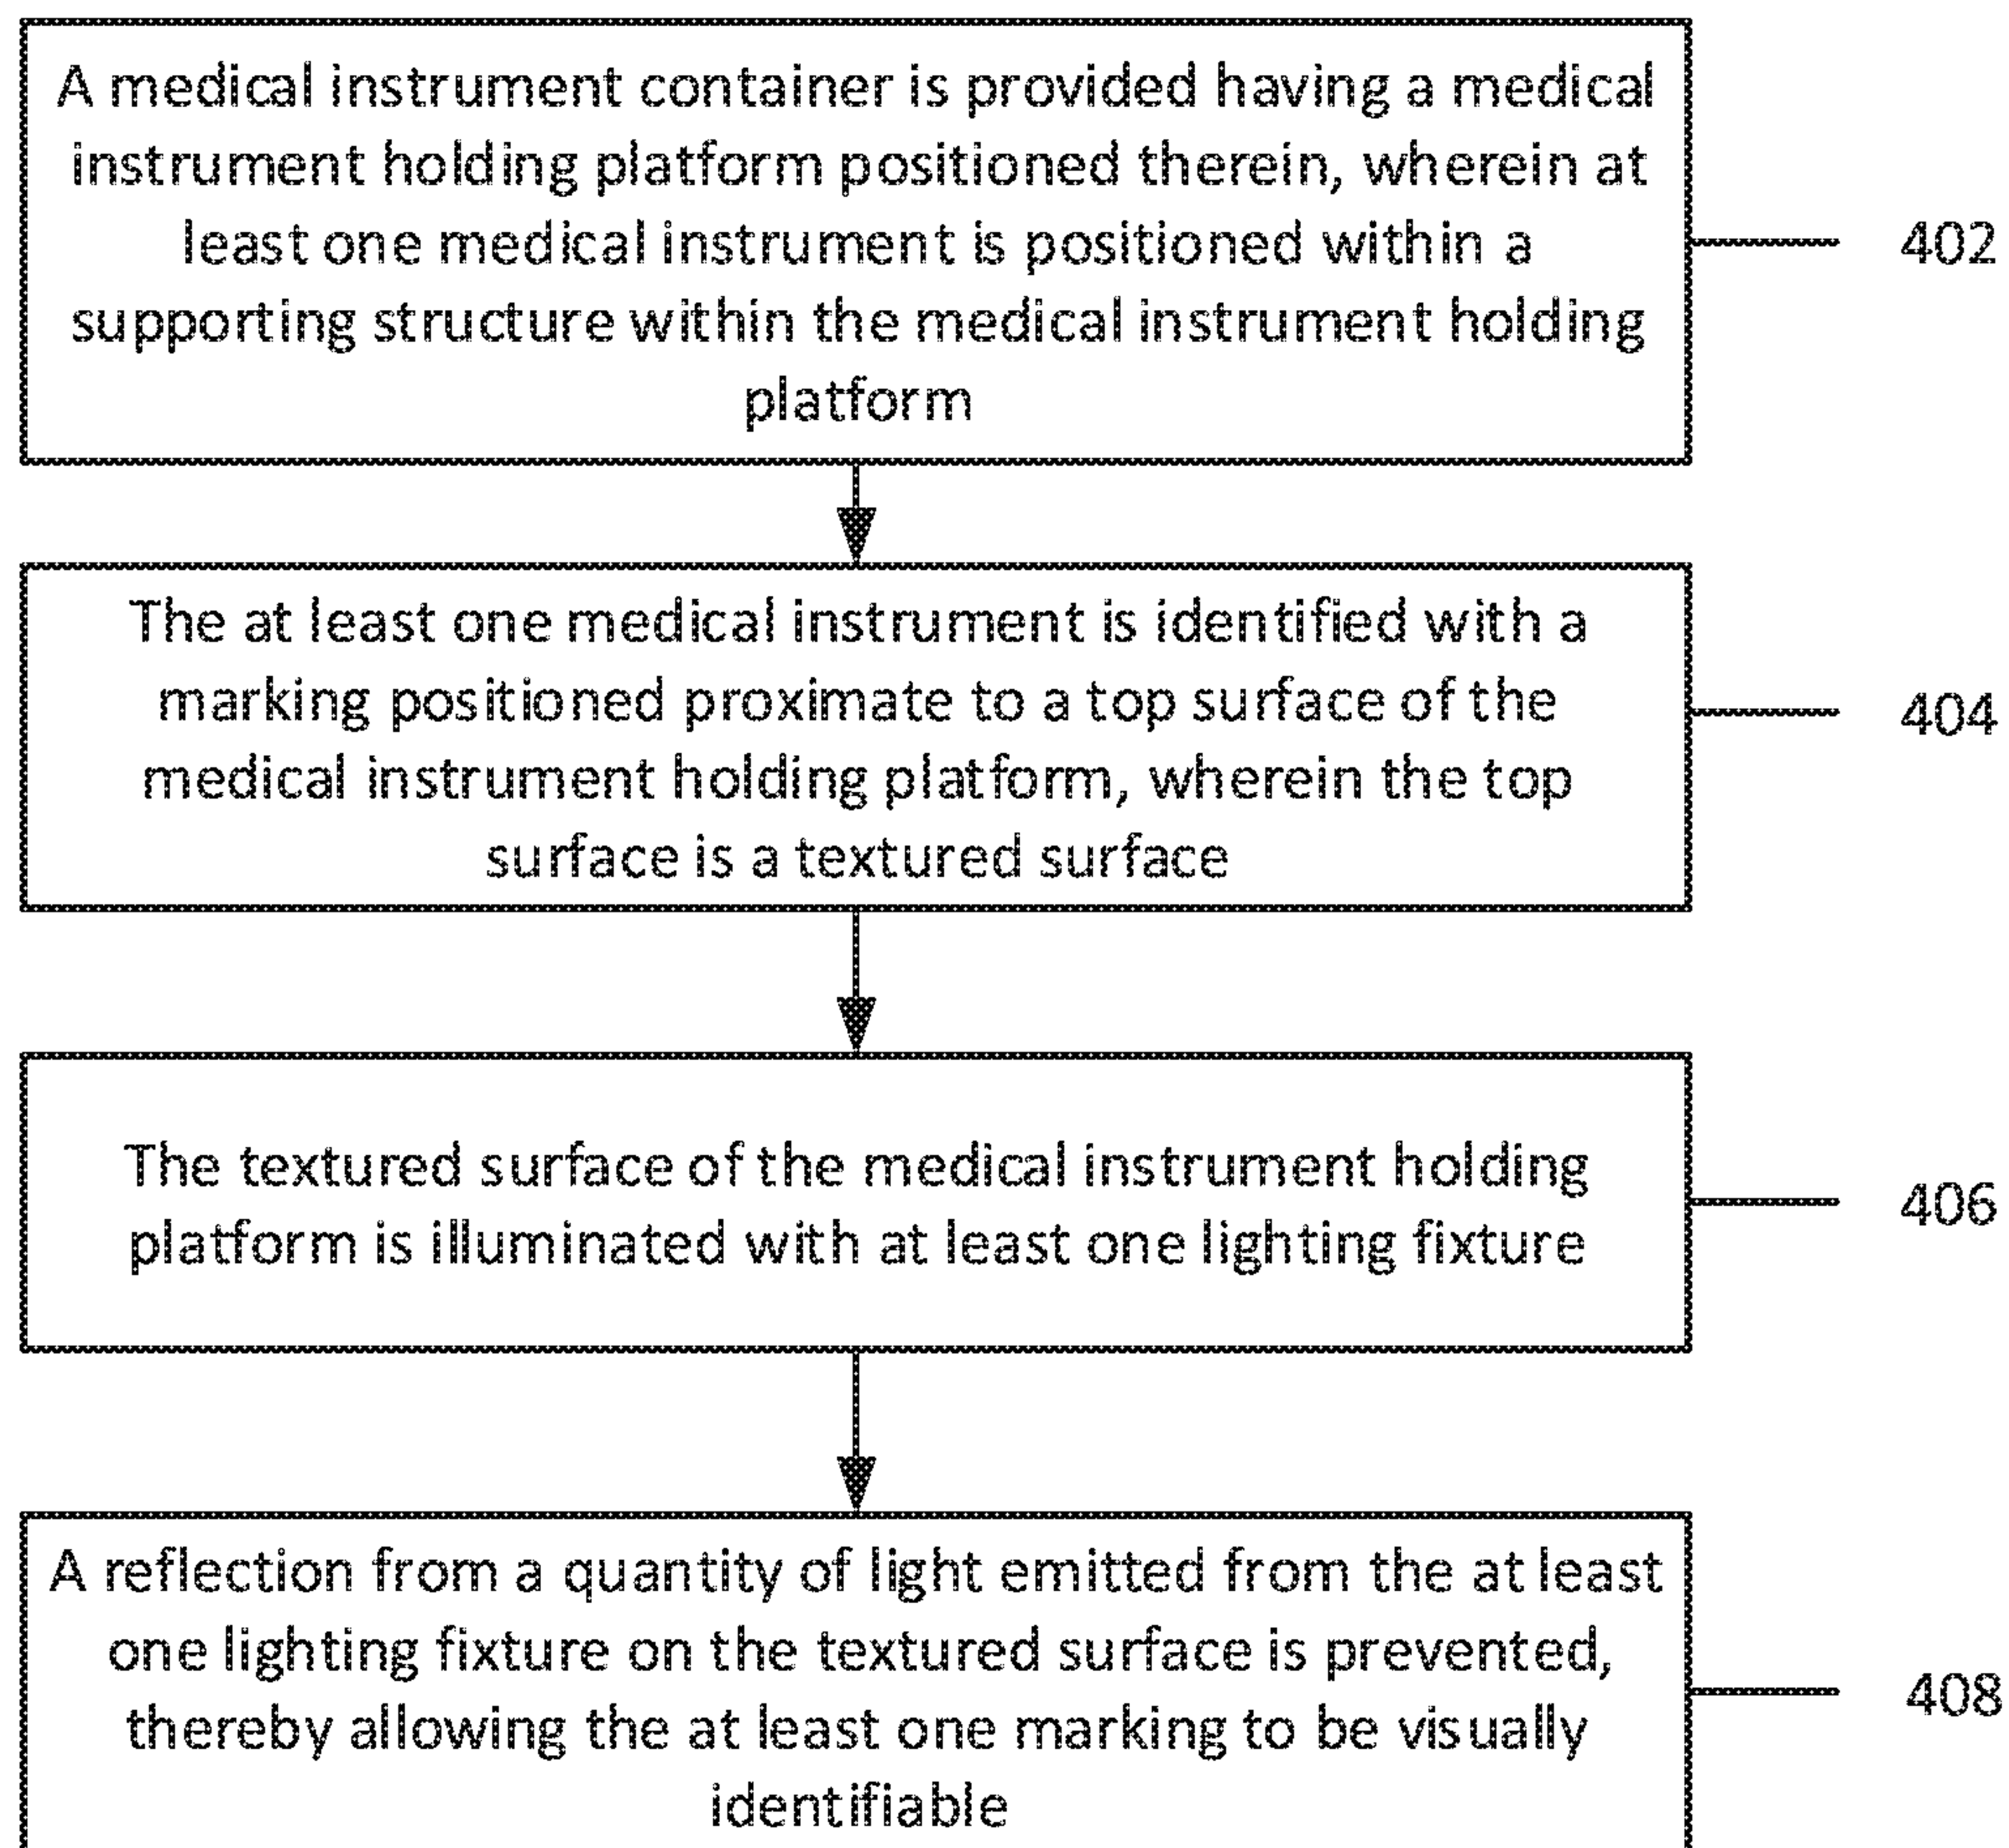 A medical instrument container is provided having a medical
instrument holding platform positioned therein, wherein at
least one medical instrument is positioned within a
supporting structure within the medical instrument holding
platform
402
The at least one medical instrument is identified with a
marking positioned proximate to a top surface of the
medical instrument holding platform, wherein the top
surface is a textured surface
404
The textured surface of the medical instrument holding
platform is illuminated with at least one lighting fixture
406
A reflection from a quantity of light emitted from the at least
one lighting fixture on the textured surface is prevented,
thereby allowing the at least one marking to be visually
identifiable
408